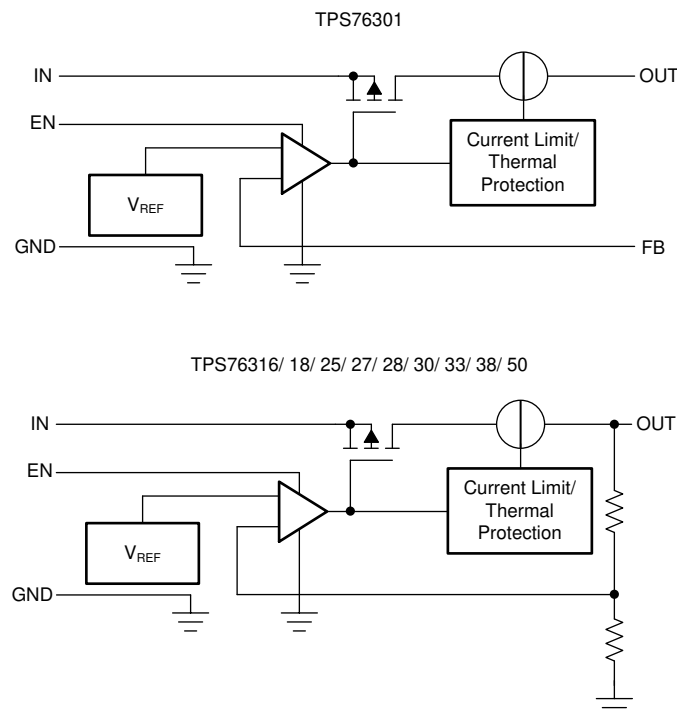 TPS76301
IN
OUT
EN
Current Limit/
Thermal
Protection
VREF
GND
FB
TPS76316/ 18/ 25/ 27/ 28/ 30/ 33/ 38/ 50
IN
OUT
EN
Current Limit/
Thermal
Protection
VREF
GND